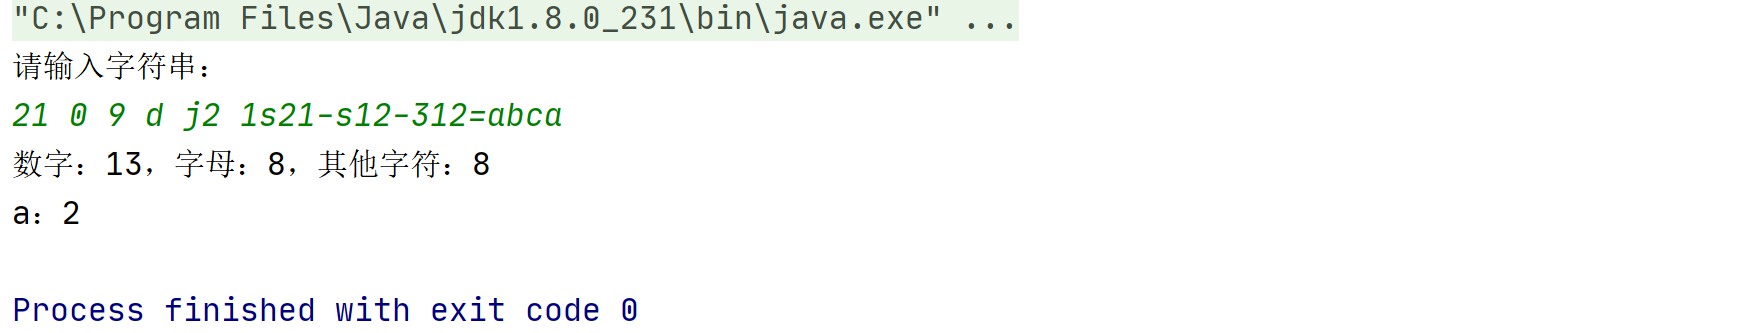 "C:\Program Files\Java\jdk1.8.0_231\bin\java.exe" ...
请输入字符串：
21 0 9 d j2 1s21-s12-312=abca
数字：13，字母：8，其他字符：8
a：2
Process finished with exit code 0